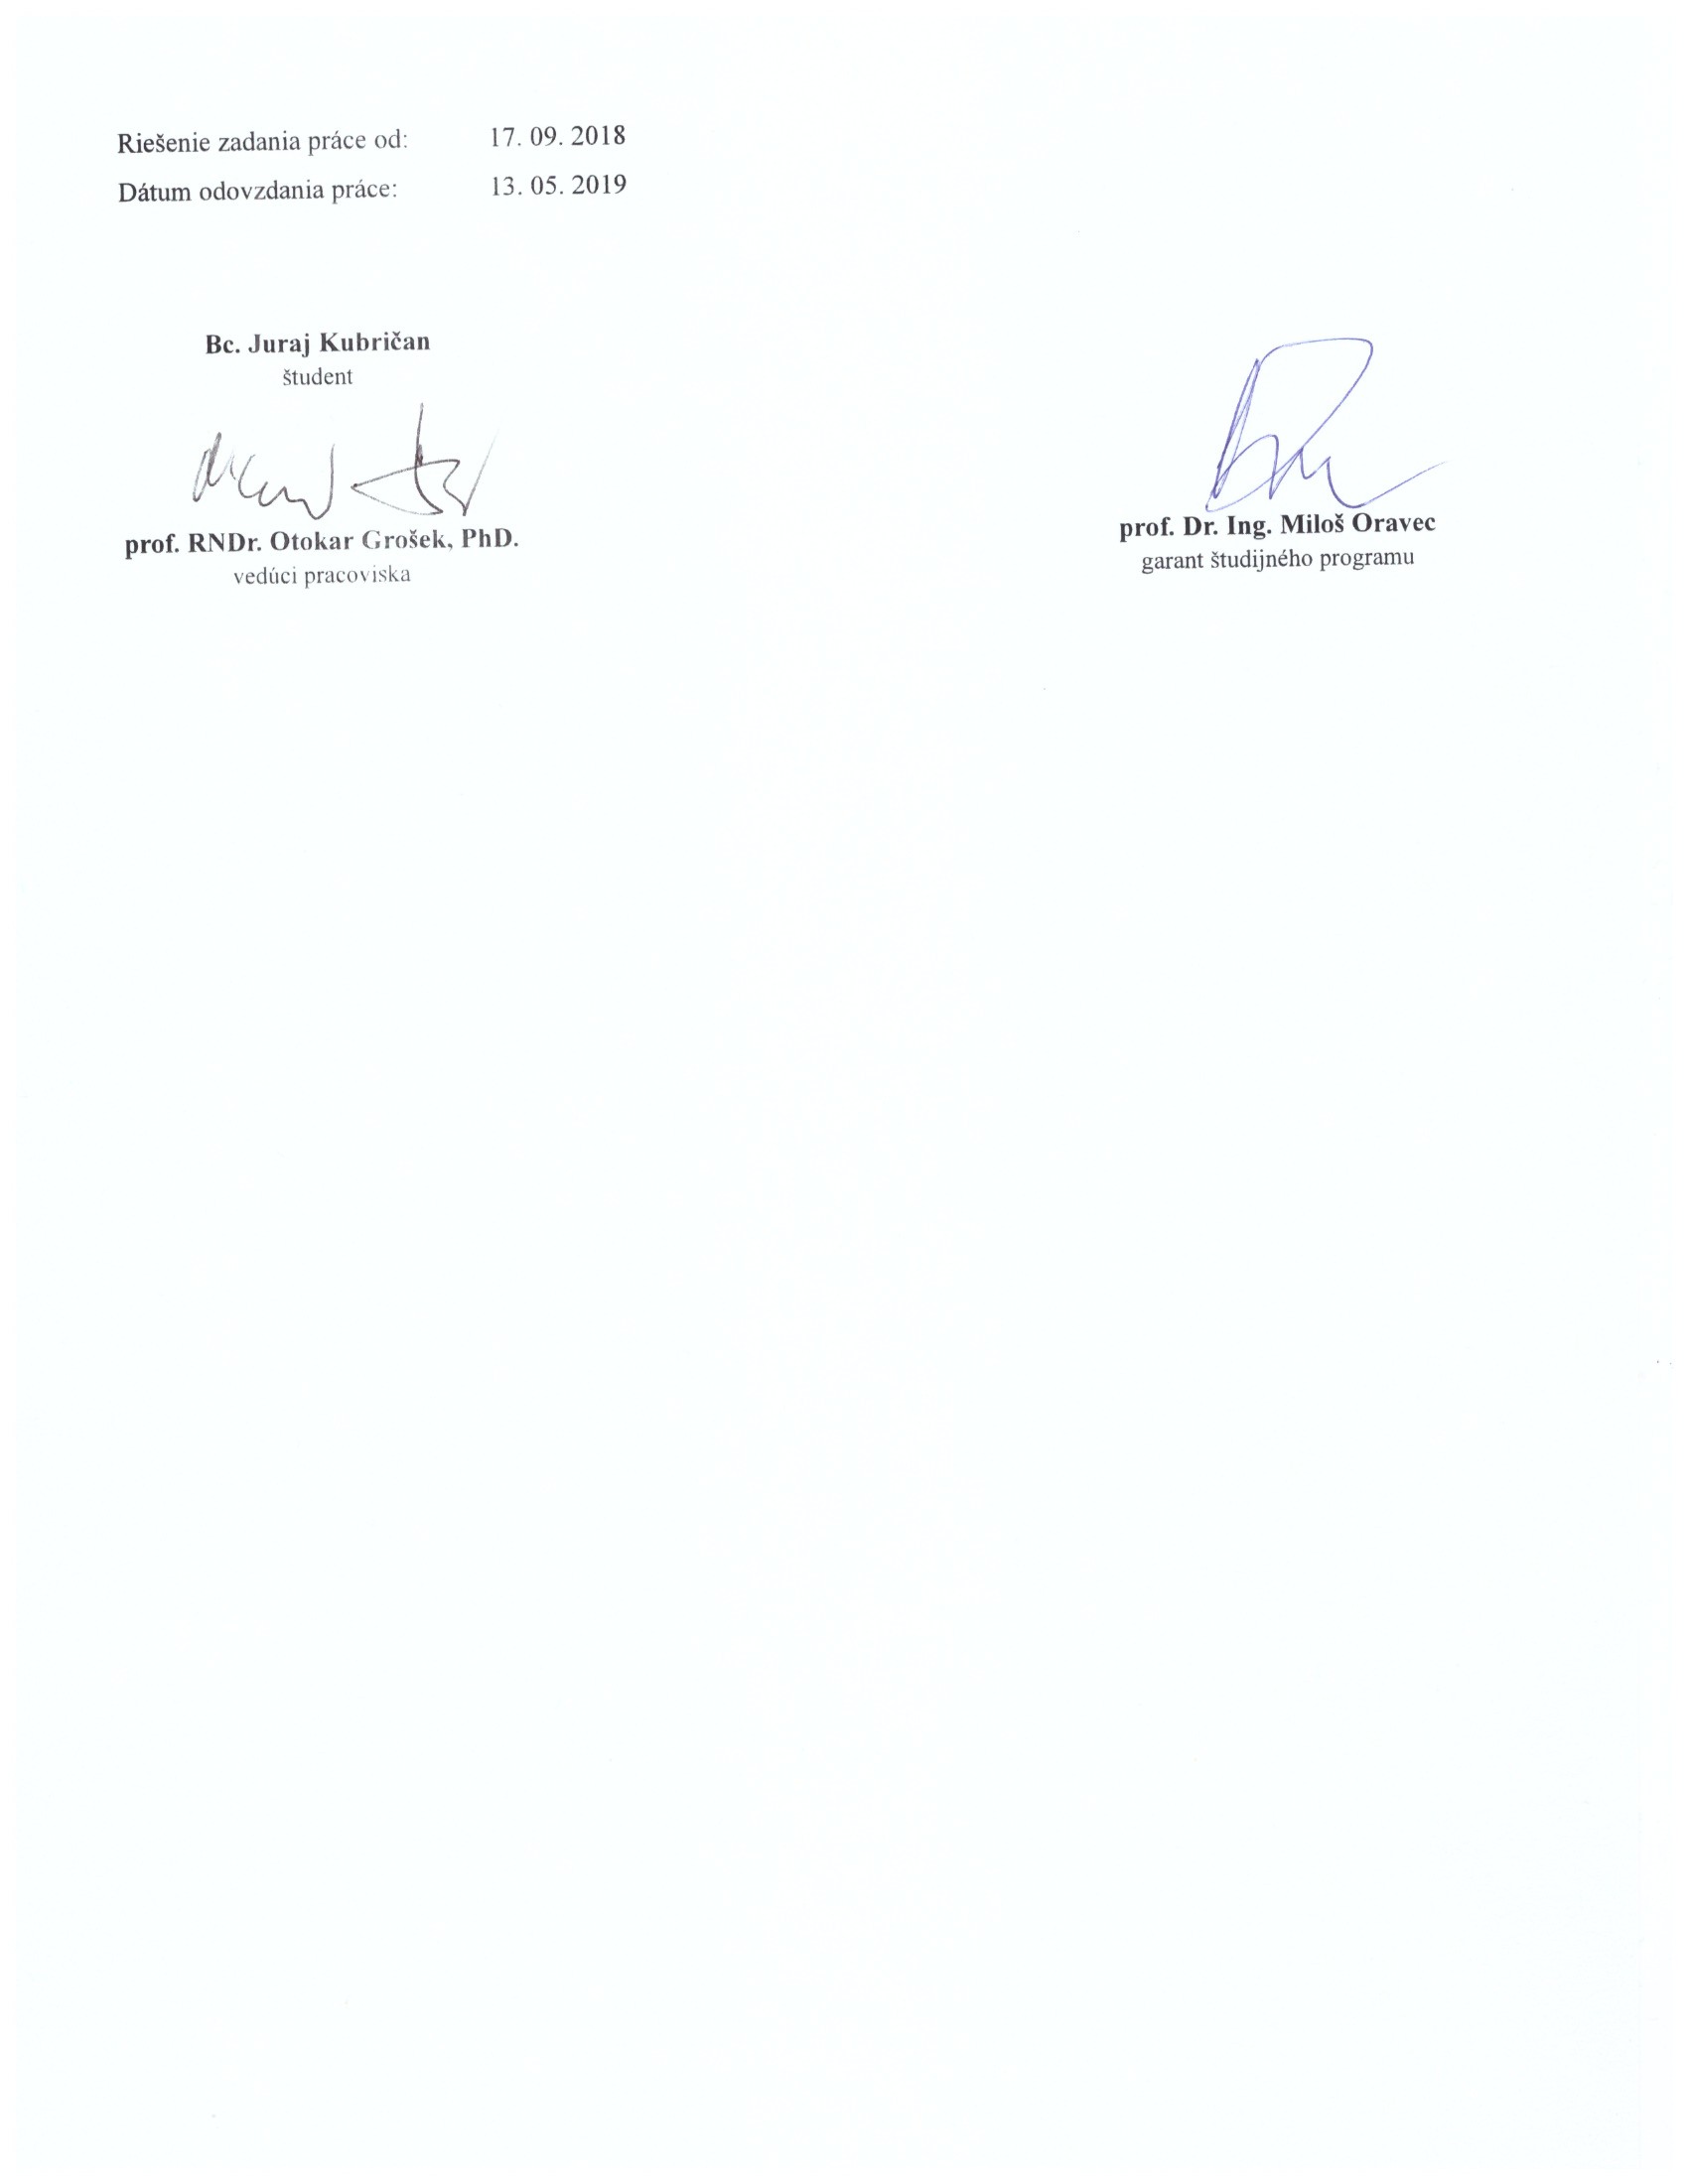 Riešenie zadania práce od: 17. 09. 2018
Dátum odovzdania práce: 13. 05. 2019
Bc. Juraj Kubričan
študent
prof. RNDr. Otokar Grošek, PhD.
vedúci pracoviska
prof. Dr. Ing. Miloš Oravec
garant študijného programu